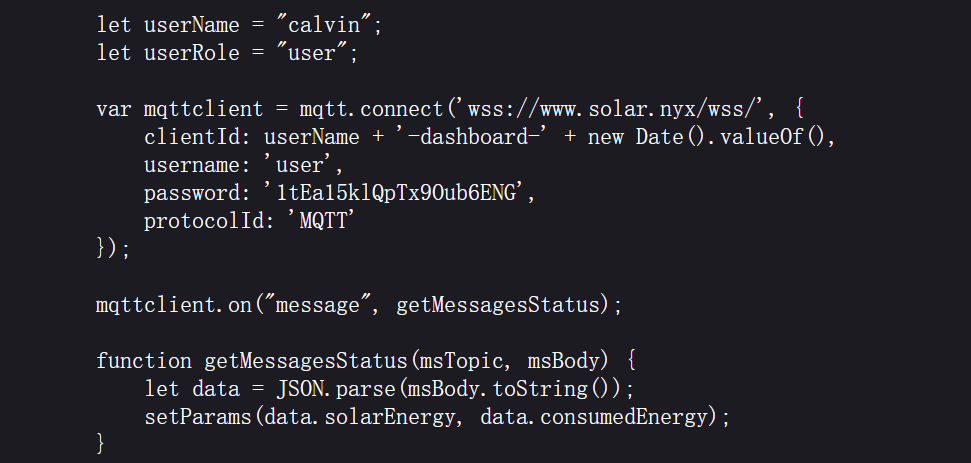 let userName = "calvin";
let userRole = "user";
var mqttclient = mqtt.connect('wss://www.solar.nyx/wss/', {
clientId: userName + '-dashboard-' + new Date().valueOf(),
username: 'user',
password: '1tEa15klQpTx9Oub6ENG',
protocolId: 'MQTT'
});
mqttclient.on("message", getMessagesStatus);
function getMessagesStatus(msTopic, msBody) {
let data = JSON.parse(msBody.toString());
setParams(data.solarEnergy, data.consumedEnergy);
}